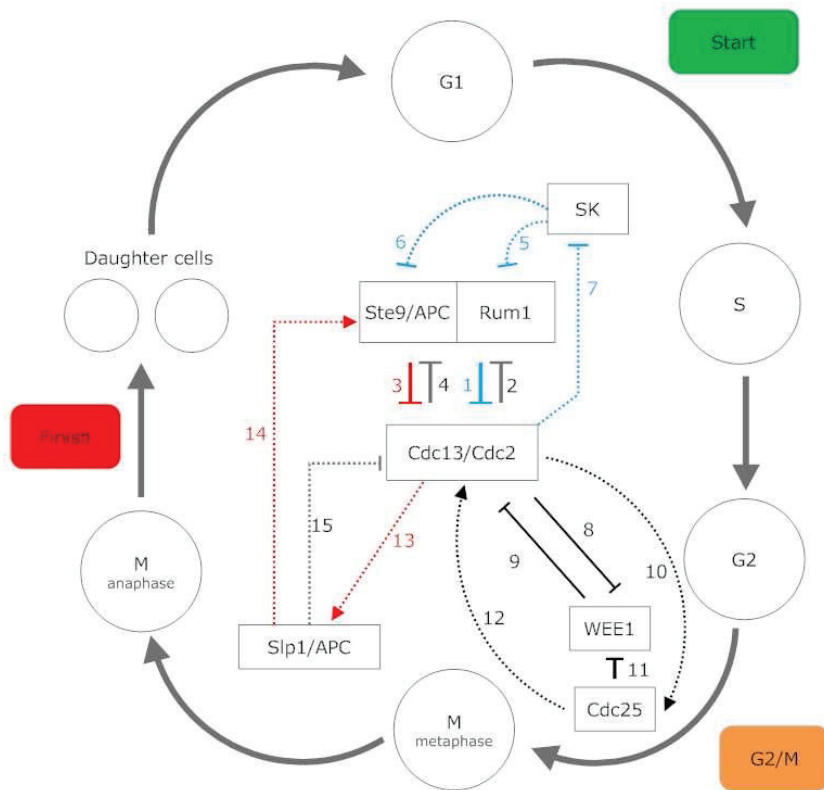 Start
G1
SK
6
5
7
Daughter cells
Ste9/APC
Rum1
S
3
4
1
2
Finish
14
Cdc13/Cdc2
15
13
8
9
10
M
anaphase
G2
12
WEE1
Slp1/APC
11
Cdc25
M
metaphase
G2/M